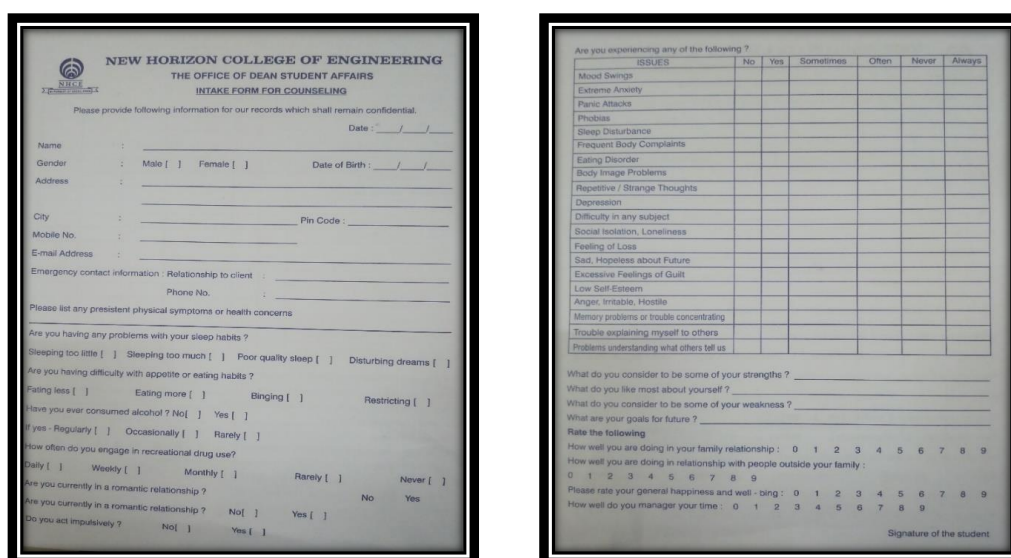 NEW HORIZON COLLEGE OF ENGINEERING
THE OFFICE OF DEAN STUDENT AFFAIRS
INTAKE FORM FOR COUNSELING
NHCE
Please provide following information for our records which shall remain confidential.
Date : ____/____/____
Name :
Gender : Male [ ] Female [ ] Date of Birth : ____/____/____
Address :
City : Pin Code :
Mobile No. :
E-mail Address :
Emergency contact information : Relationship to client :
Phone No. :
Please list any presistent physical symptoms or health concerns
Are you having any problems with your sleep habits ?
Sleeping too little [ ] Sleeping too much [ ] Poor quality sleep [ ] Disturbing dreams [ ]
Are you having difficulty with appetite or eating habits ?
Eating less [ ] Eating more [ ] Binging [ ] Restricting [ ]
Have you ever consumed alcohol ? No[ ] Yes [ ]
If yes - Regularly [ ] Occasionally [ ] Rarely [ ]
How often do you engage in recreational drug use?
Daily [ ] Weekly [ ] Monthly [ ] Rarely [ ] Never [ ]
Are you currently in a romantic relationship ? No Yes
Are you currently in a romantic relationship ? No[ ] Yes [ ]
Do you act impulsively ? No[ ] Yes [ ]
Are you experiencing any of the following ?
ISSUES No Yes Sometimes Often Never Always
Mood Swings
Extreme Anxiety
Panic Attacks
Phobias
Sleep Disturbance
Frequent Body Complaints
Eating Disorder
Body Image Problems
Repetitive / Strange Thoughts
Depression
Difficulty in any subject
Social Isolation, Loneliness
Feeling of Loss
Sad, Hopeless about Future
Excessive Feelings of Guilt
Low Self-Esteem
Anger, Irritable, Hostile
Memory problems or trouble concentrating
Trouble explaining myself to others
Problems understanding what others tell us
What do you consider to be some of your strengths ?
What do you like most about yourself ?
What do you consider to be some of your weakness ?
What are your goals for future ?
Rate the following
How well you are doing in your family relationship : 0 1 2 3 4 5 6 7 8 9
How well you are doing in relationship with people outside your family :
0 1 2 3 4 5 6 7 8 9
Please rate your general happiness and well - bing : 0 1 2 3 4 5 6 7 8 9
How well do you manager your time : 0 1 2 3 4 5 6 7 8 9
Signature of the student